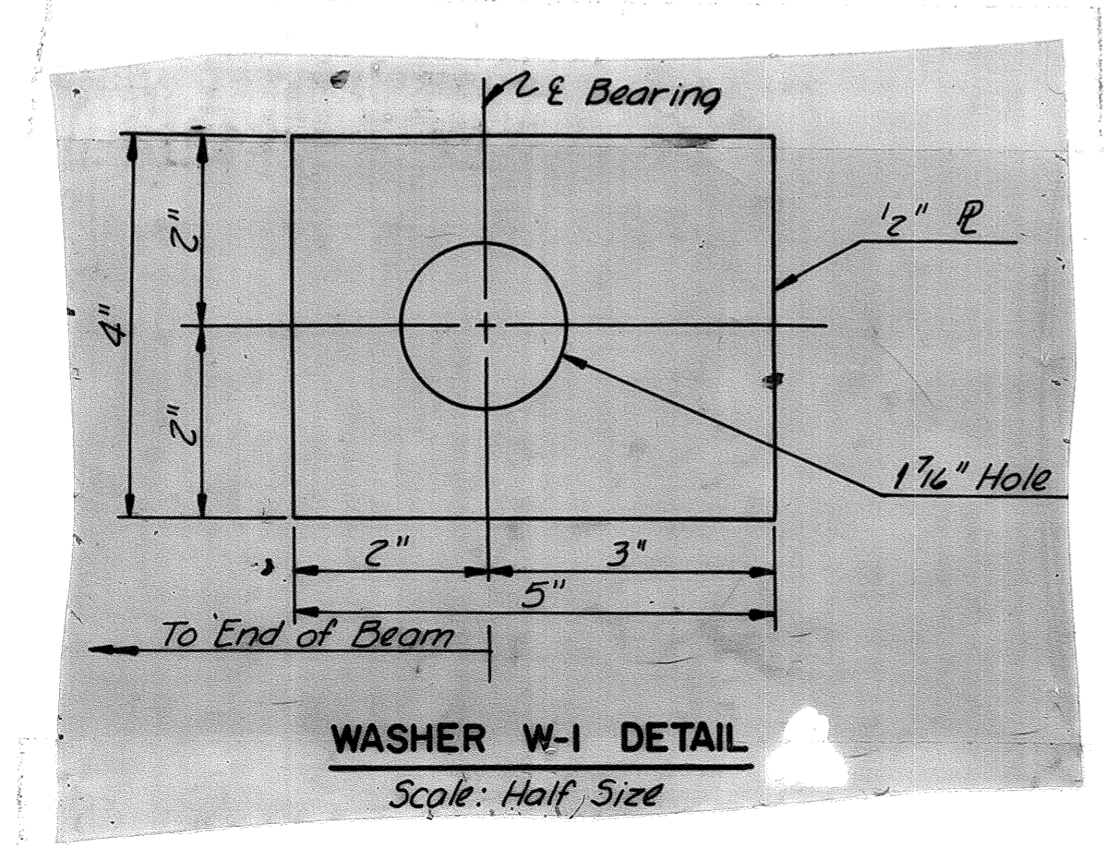 ℄ Bearing
2"
1/2" ℄
4"
2"
1 7/16" Hole
2" 3"
5"
To End of Beam
WASHER W-1 DETAIL
Scale: Half Size